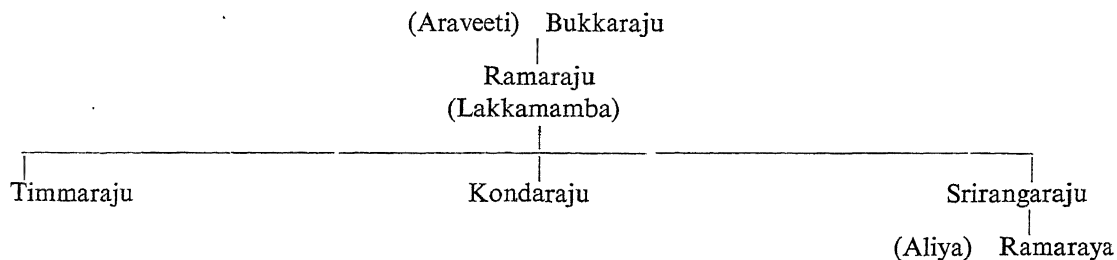 (Araveeti) Bukkaraju
Ramaraju
(Lakkamamba)
Timmaraju Kondaraju Srirangaraju
(Aliya) Ramaraya